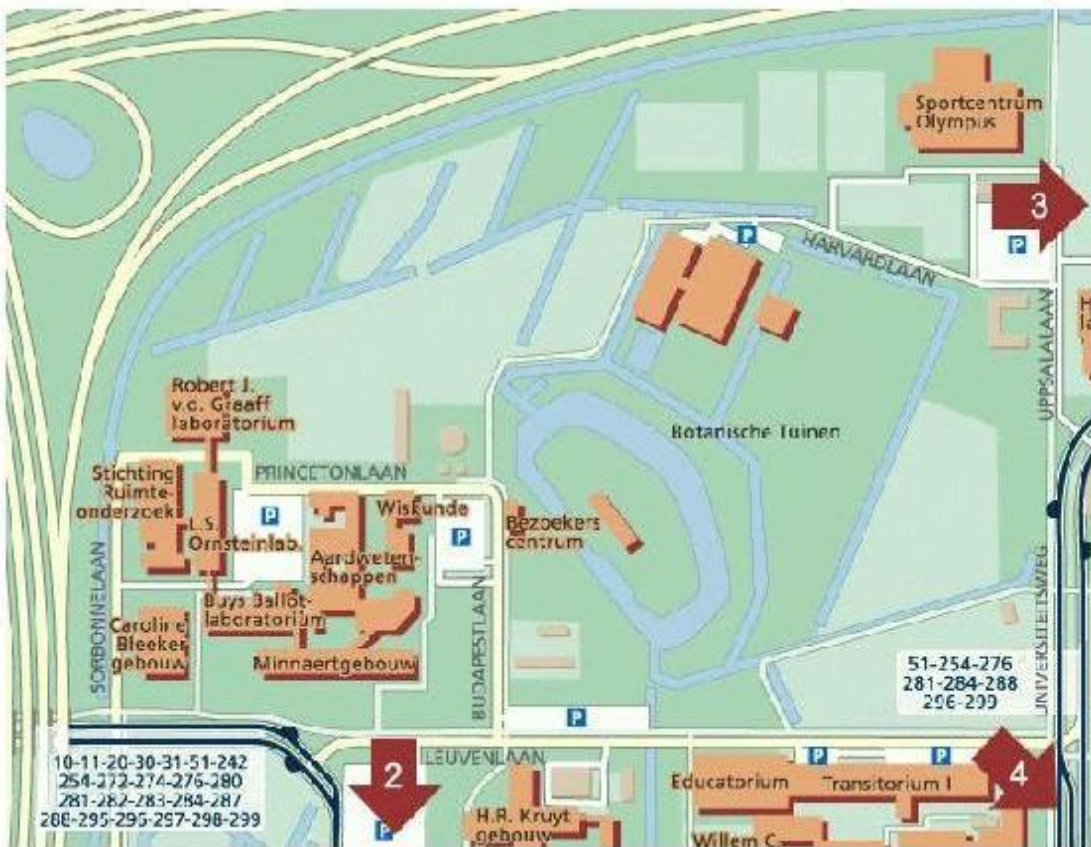 Sportcentrum
Olympus
3
P
P
HARVARDLAAN
UPPSALALAAN
Robert J.
v.d. Graaff
laboratorium
Botanische Tuinen
PRINCETONLAAN
Stichting
Ruimte-
onderzoek
L.S.
Ornsteinlab.
P
Wiskunde
P
Bezoekers
centrum
Aardweten-
schappen
Buys Ballot-
laboratorium
Caroline
Bleeker
gebouw
Minnaertgebouw
SORBONNELAAN
BUDAPESTLAAN
UNIVERSITEITSWEG
51-254-276
281-284-288
296-299
P
10-11-20-30-31-51-242
254-272-274-276-280
281-282-283-284-287
288-295-295-297-298-299
2
P
LEUVENLAAN
H.R. Kruyt
gebouw
P
P
Educatorium
Transitorium I
4
Willem C.